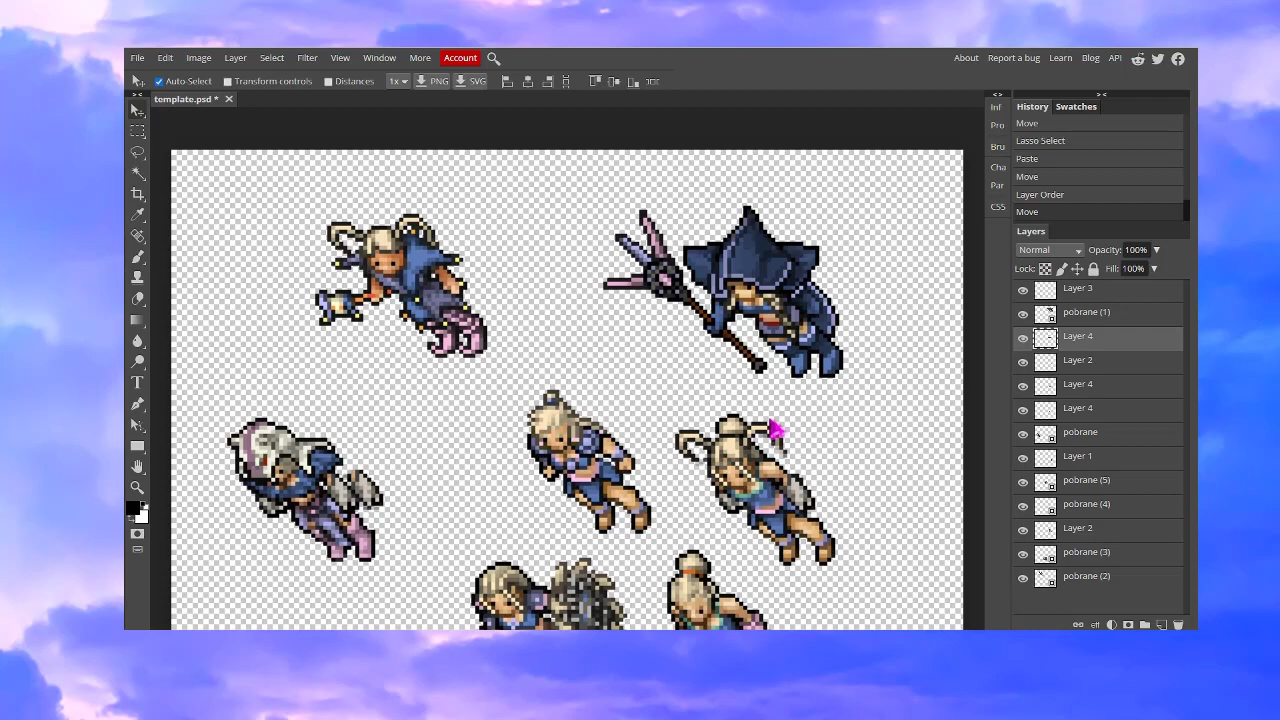 File Edit Image Layer Select Filter View Window More Account
About Report a bug Learn Blog API
Auto-Select Transform controls Distances 1x PNG SVG
template.psd *
Inf
Pro
Bru
Cha
Par
CSS
History Swatches
Move
Lasso Select
Paste
Move
Layer Order
Move
Layers
Normal Opacity: 100%
Lock: Fill: 100%
Layer 3
pobrane (1)
Layer 4
Layer 2
Layer 4
Layer 4
pobrane
Layer 1
pobrane (5)
pobrane (4)
Layer 2
pobrane (3)
pobrane (2)
eff